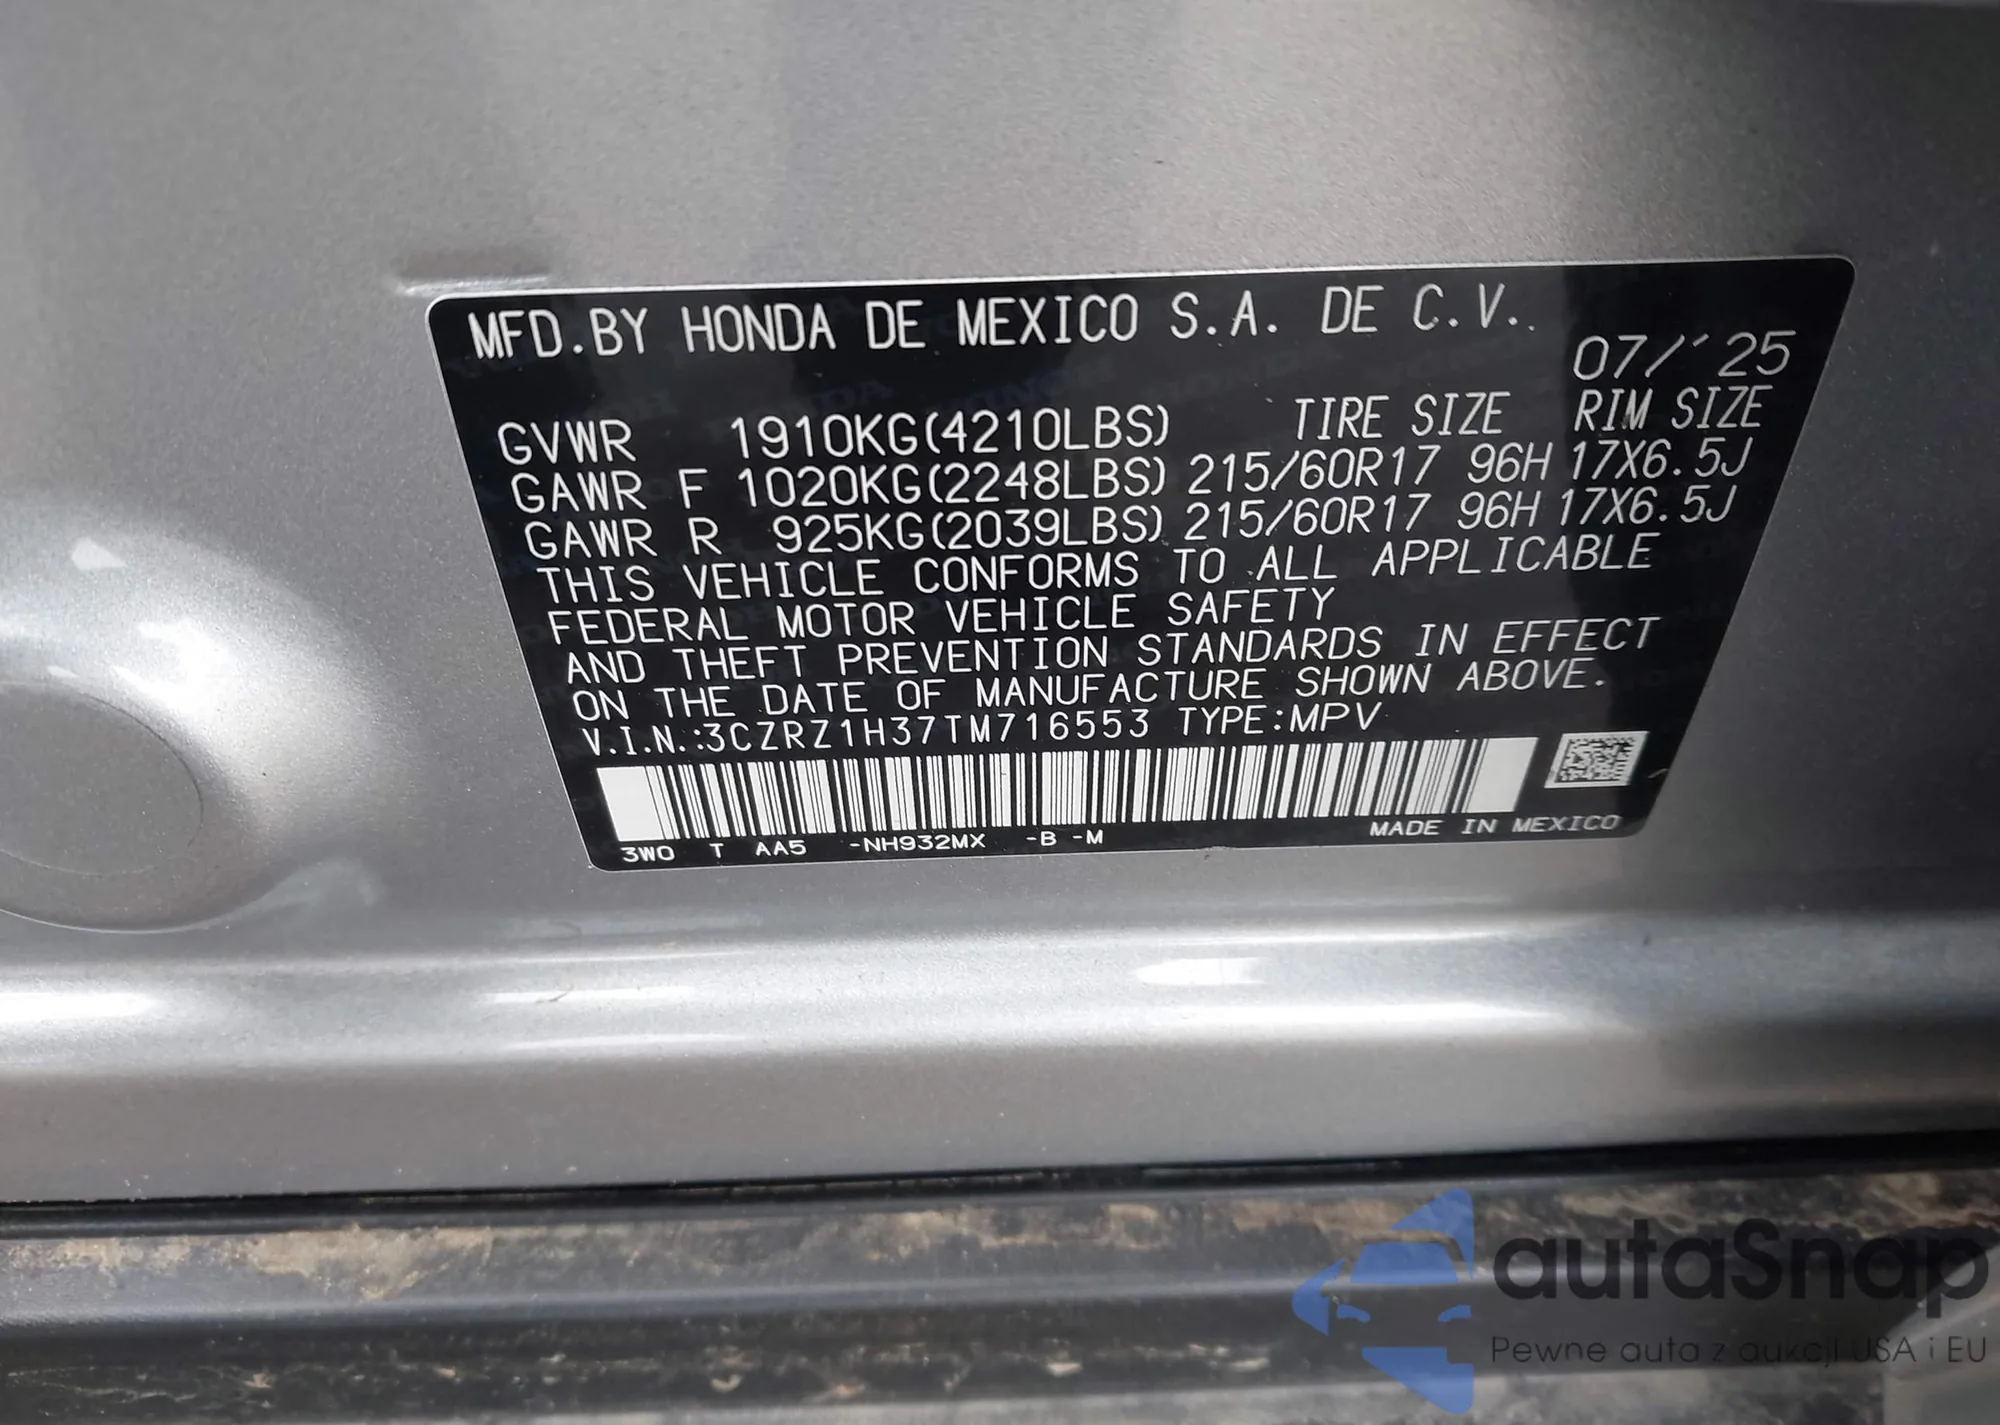 MFD.BY HONDA DE MEXICO S.A. DE C.V..
07/'25
TIRE SIZE RIM SIZE
GVWR 1910KG(4210LBS)
GAWR F 1020KG(2248LBS) 215/60R17 96H 17X6.5J
GAWR R 925KG(2039LBS) 215/60R17 96H 17X6.5J
THIS VEHICLE CONFORMS TO ALL APPLICABLE
FEDERAL MOTOR VEHICLE SAFETY
AND THEFT PREVENTION STANDARDS IN EFFECT
ON THE DATE OF MANUFACTURE SHOWN ABOVE.
V.I.N.:3CZRZ1H37TM716553 TYPE:MPV
3W0 T AA5 -NH932MX -B -M
MADE IN MEXICO
autaSnap
Pewne auta z aukcji USA i EU